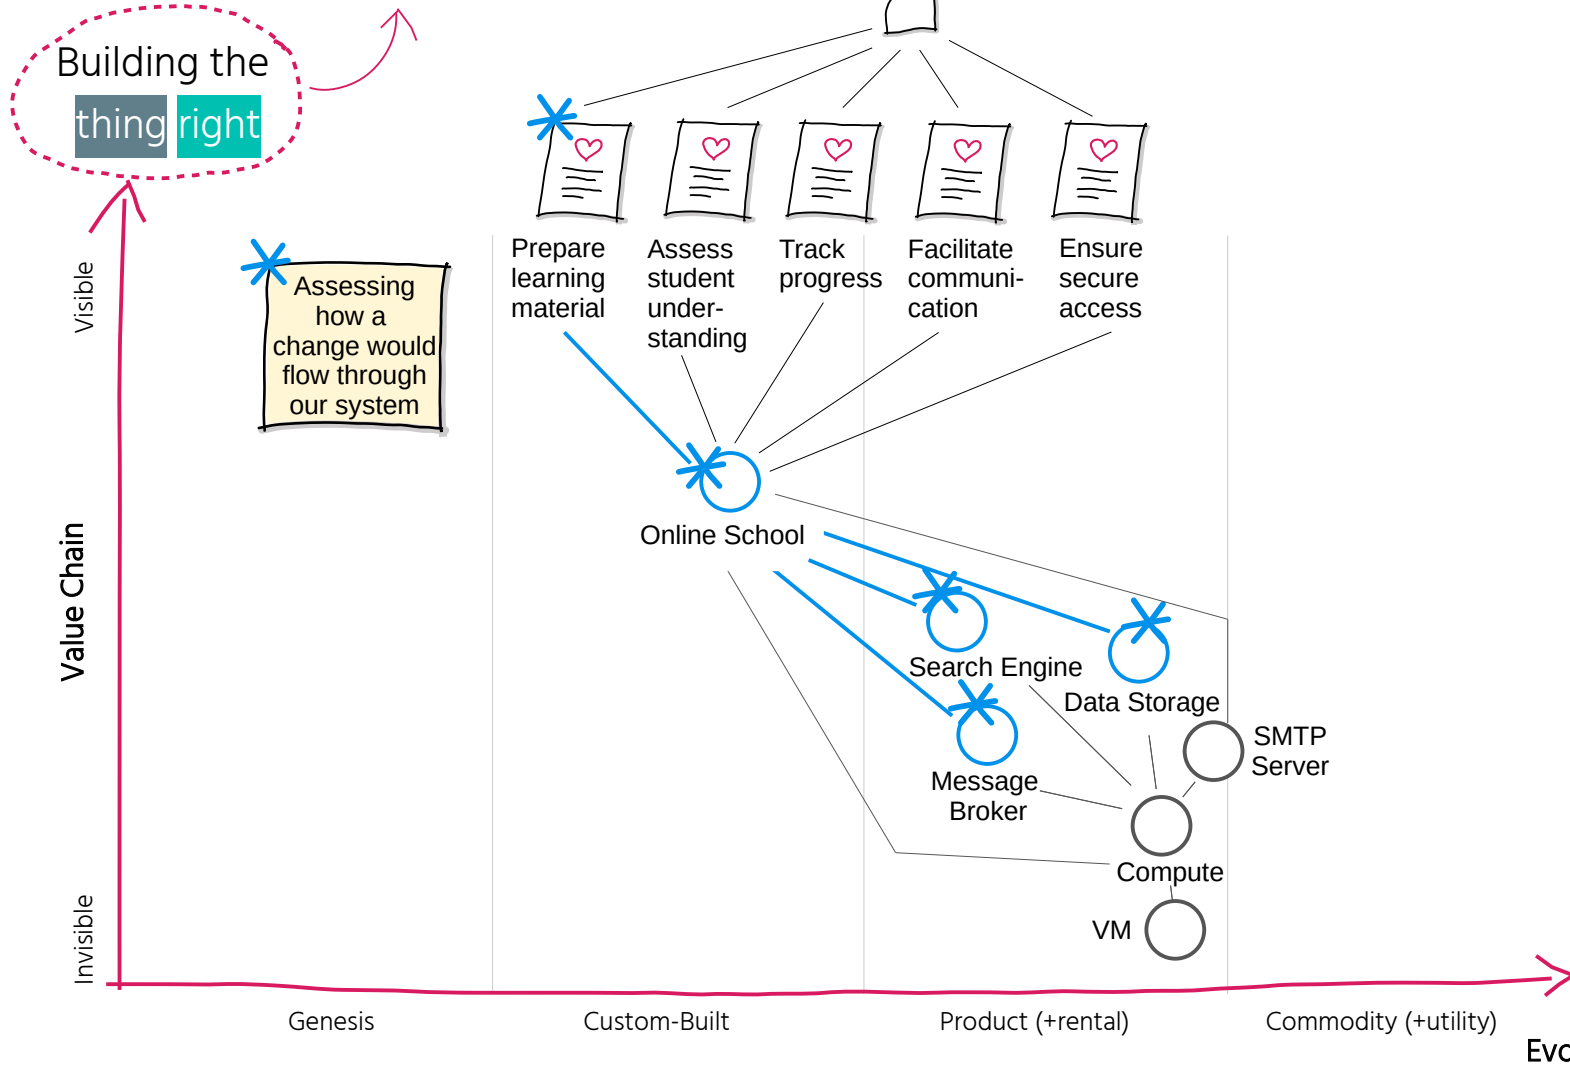 Building the
thing right
Visible
Value Chain
Invisible
Assessing
how a
change would
flow through
our system
Prepare
learning
material
Assess
student
under-
standing
Track
progress
Facilitate
communi-
cation
Ensure
secure
access
Online School
Search Engine
Data Storage
SMTP
Server
Message
Broker
Compute
VM
Genesis
Custom-Built
Product (+rental)
Commodity (+utility)
Evo